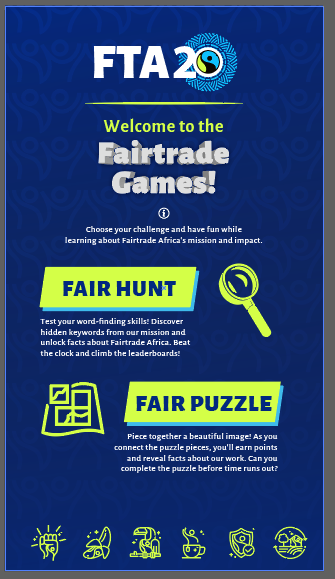 FTA 20
Welcome to the
Fairtrade
Games!
Choose your challenge and have fun while
learning about Fairtrade Africa's mission and impact.
FAIR HUNT
Test your word-finding skills! Discover
hidden keywords from our mission and
unlock facts about Fairtrade Africa. Beat
the clock and climb the leaderboards!
FAIR PUZZLE
Piece together a beautiful image! As you
connect the puzzle pieces, you'll earn points
and reveal facts about our work. Can you
complete the puzzle before time runs out?